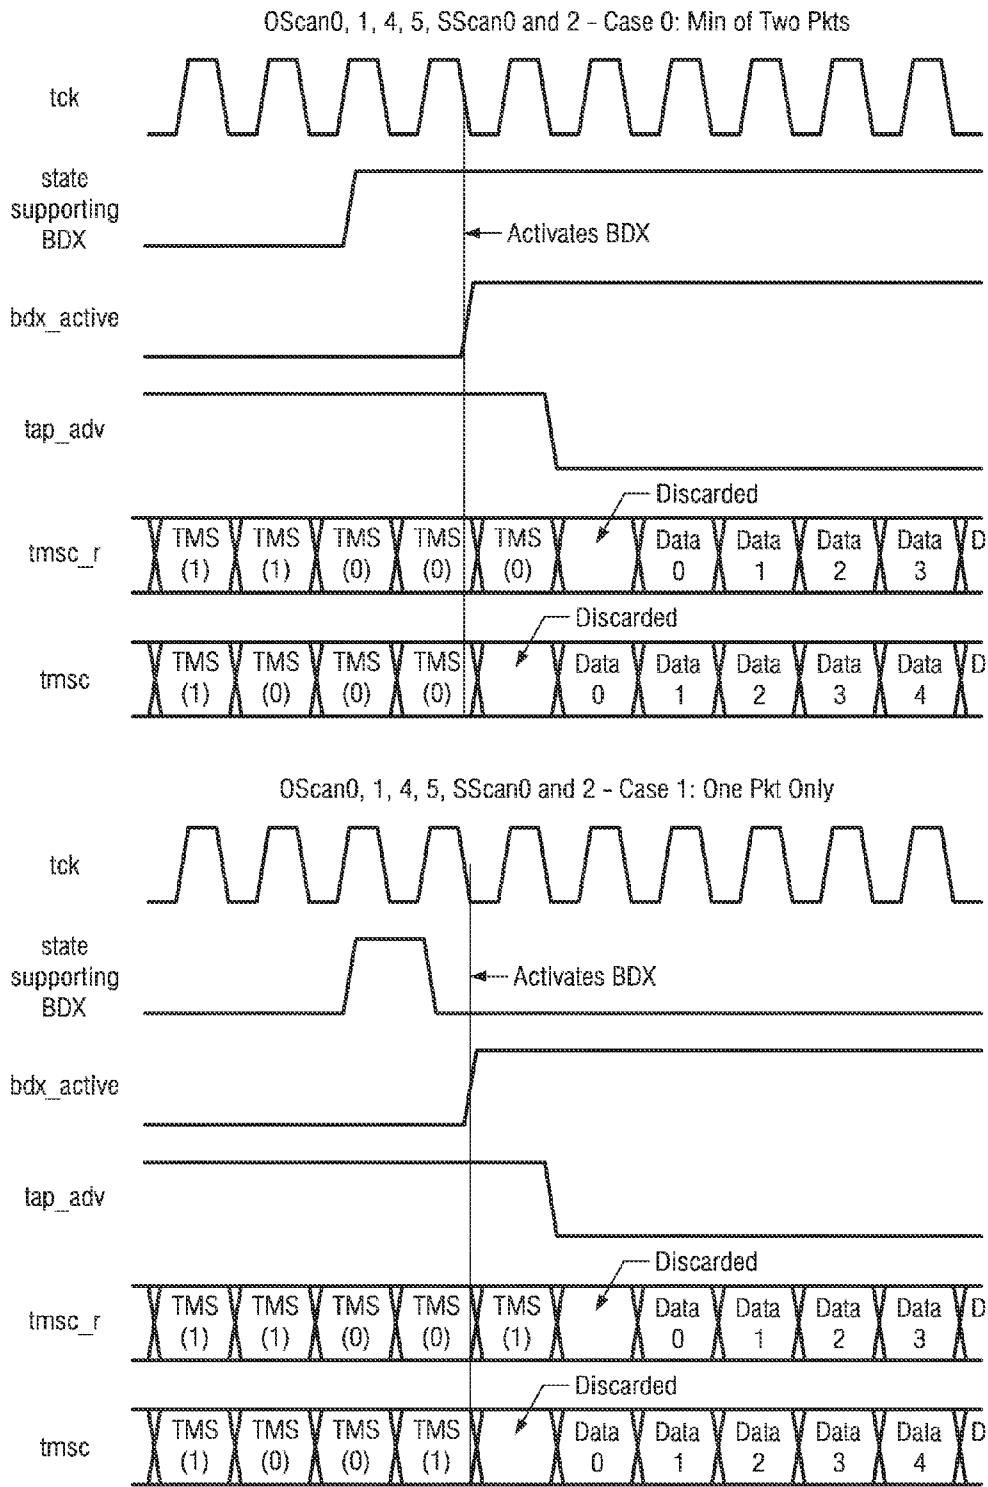 OScan0, 1, 4, 5, SScan0 and 2 - Case 0: Min of Two Pkts
tck
state
supporting
BDX
Activates BDX
bdx_active
tap_adv
Discarded
tmsc_r
TMS (1) TMS (1) TMS (0) TMS (0) TMS (0) Data 0 Data 1 Data 2 Data 3 D
Discarded
tmsc
TMS (1) TMS (0) TMS (0) TMS (0) Data 0 Data 1 Data 2 Data 3 Data 4 D
OScan0, 1, 4, 5, SScan0 and 2 - Case 1: One Pkt Only
tck
state
supporting
BDX
Activates BDX
bdx_active
tap_adv
Discarded
tmsc_r
TMS (1) TMS (1) TMS (0) TMS (0) TMS (1) Data 0 Data 1 Data 2 Data 3 D
Discarded
tmsc
TMS (1) TMS (0) TMS (0) TMS (1) Data 0 Data 1 Data 2 Data 3 Data 4 D